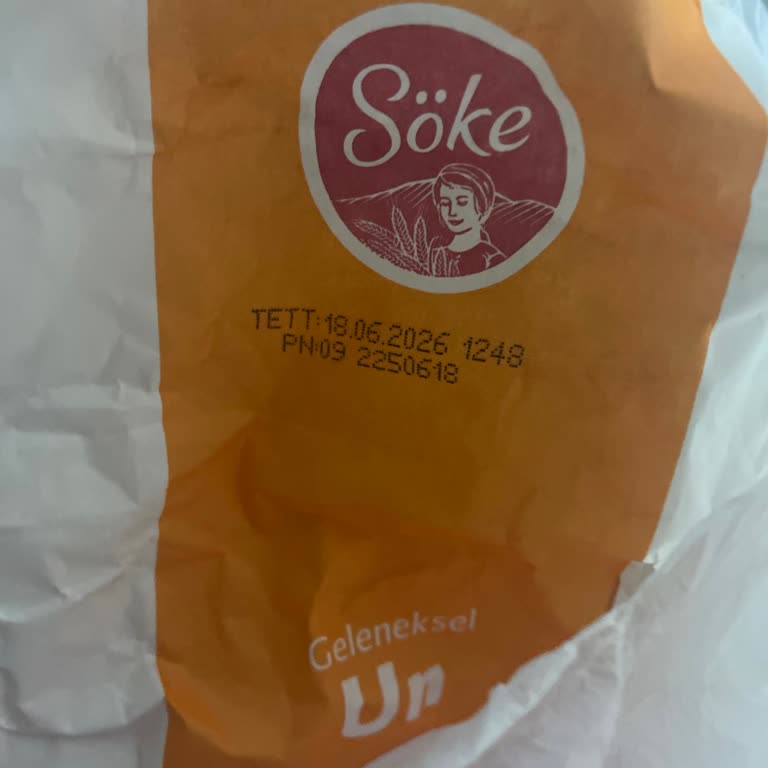 Söke
TETT:18.06.2026 1248
PN:09 2250618
Geleneksel
Un